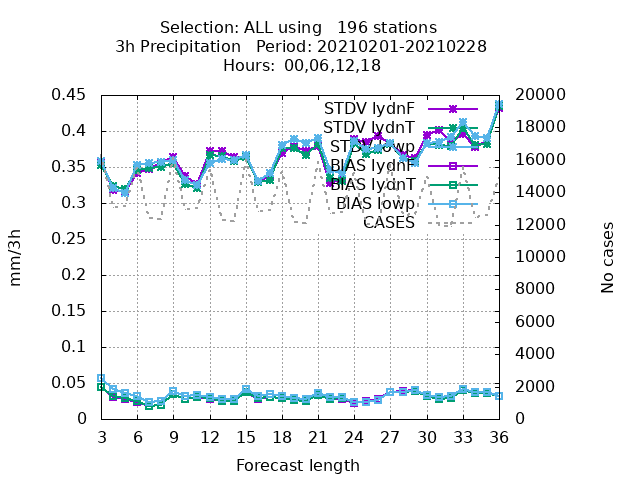 Selection: ALL using   196 stations
3h Precipitation   Period: 20210201-20210228
Hours: 00,06,12,18
0.45
0.4
0.35
0.3
0.25
0.2
0.15
0.1
0.05
0
mm/3h
20000
18000
16000
14000
12000
10000
8000
6000
4000
2000
0
No cases
STDV lydnF
STDV lydnT
STDV lowp
BIAS lydnF
BIAS lydnT
BIAS lowp
CASES
3 6 9 12 15 18 21 24 27 30 33 36
Forecast length